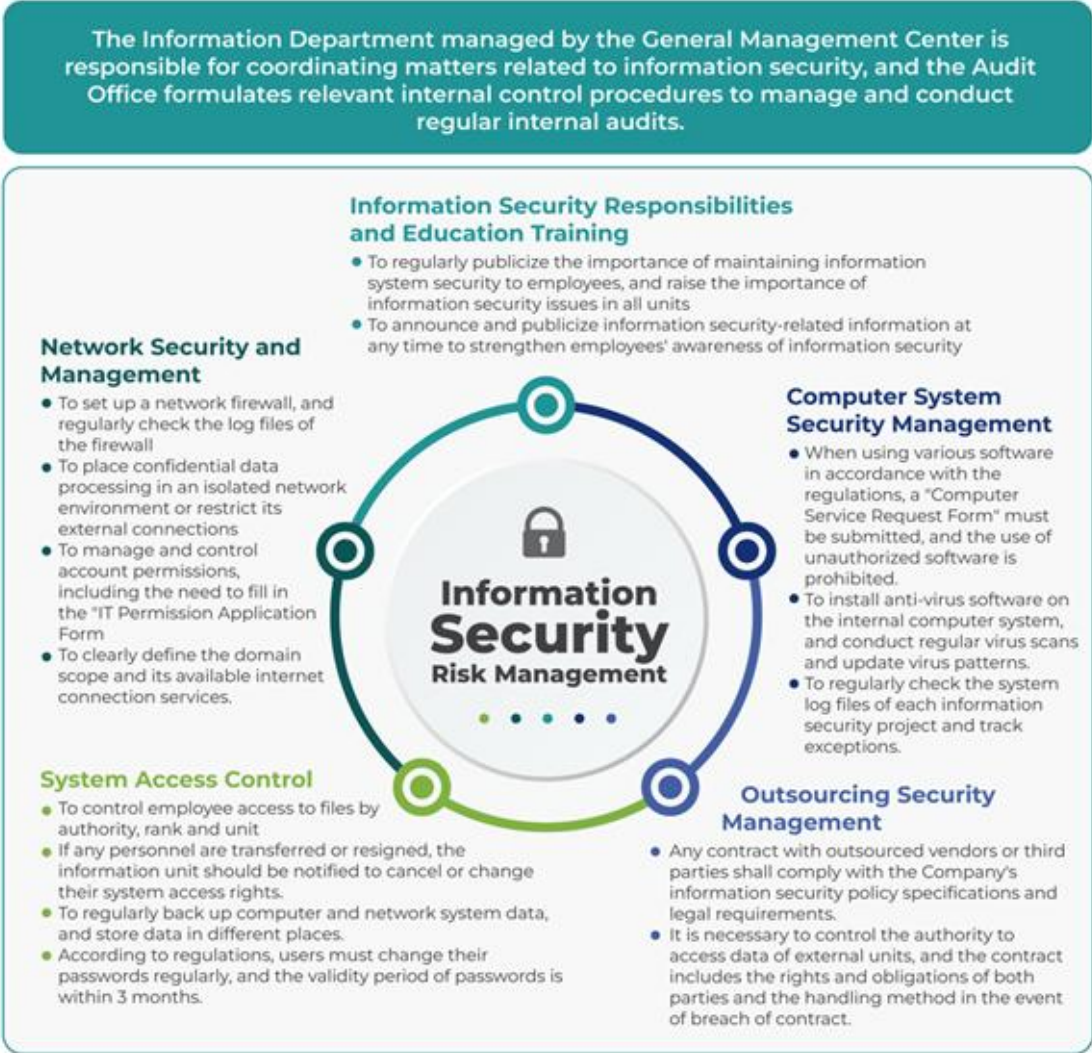 The Information Department managed by the General Management Center is
responsible for coordinating matters related to information security, and the Audit
Office formulates relevant internal control procedures to manage and conduct
regular internal audits.
Information Security Responsibilities
and Education Training
• To regularly publicize the importance of maintaining information
system security to employees, and raise the importance of
information security issues in all units
• To announce and publicize information security-related information at
any time to strengthen employees' awareness of information security
Network Security and
Management
• To set up a network firewall, and
regularly check the log files of
the firewall
• To place confidential data
processing in an isolated network
environment or restrict its
external connections
• To manage and control
account permissions,
including the need to fill in
the "IT Permission Application
Form
• To clearly define the domain
scope and its available internet
connection services.
Computer System
Security Management
• When using various software
in accordance with the
regulations, a "Computer
Service Request Form" must
be submitted, and the use of
unauthorized software is
prohibited.
• To install anti-virus software on
the internal computer system,
and conduct regular virus scans
and update virus patterns.
• To regularly check the system
log files of each information
security project and track
exceptions.
Information
Security
Risk Management
System Access Control
• To control employee access to files by
authority, rank and unit
• If any personnel are transferred or resigned, the
information unit should be notified to cancel or change
their system access rights.
• To regularly back up computer and network system data,
and store data in different places.
• According to regulations, users must change their
passwords regularly, and the validity period of passwords is
within 3 months.
Outsourcing Security
Management
• Any contract with outsourced vendors or third
parties shall comply with the Company's
information security policy specifications and
legal requirements.
• It is necessary to control the authority to
access data of external units, and the contract
includes the rights and obligations of both
parties and the handling method in the event
of breach of contract.